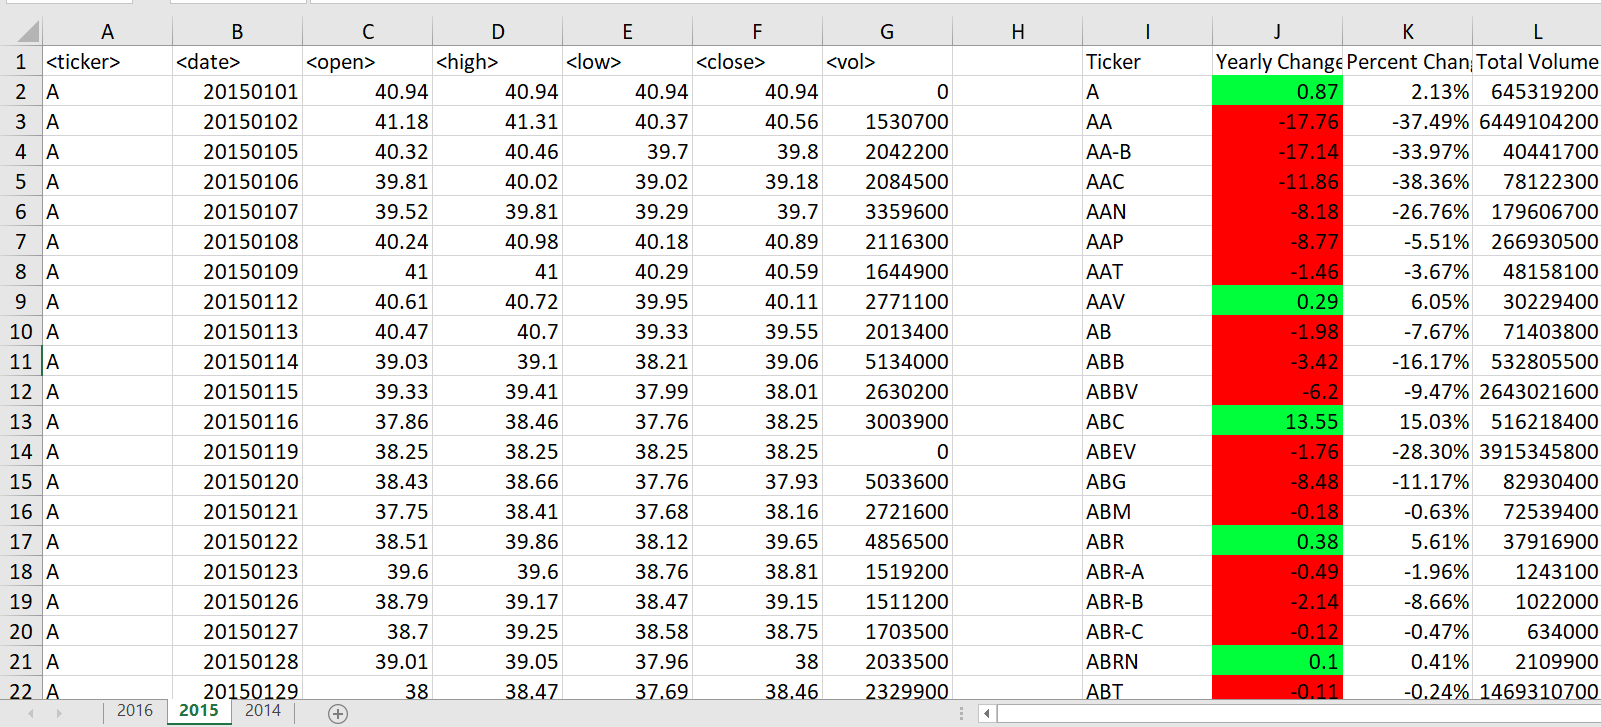 A B C D E F G H I J K L
1 <ticker> <date> <open> <high> <low> <close> <vol> Ticker Yearly Change Percent Chan Total Volume
2 A 20150101 40.94 40.94 40.94 40.94 0 A 0.87 2.13% 645319200
3 A 20150102 41.18 41.31 40.37 40.56 1530700 AA -17.76 -37.49% 6449104200
4 A 20150105 40.32 40.46 39.7 39.8 2042200 AA-B -17.14 -33.97% 40441700
5 A 20150106 39.81 40.02 39.02 39.18 2084500 AAC -11.86 -38.36% 78122300
6 A 20150107 39.52 39.81 39.29 39.7 3359600 AAN -8.18 -26.76% 179606700
7 A 20150108 40.24 40.98 40.18 40.89 2116300 AAP -8.77 -5.51% 266930500
8 A 20150109 41 41 40.29 40.59 1644900 AAT -1.46 -3.67% 48158100
9 A 20150112 40.61 40.72 39.95 40.11 2771100 AAV 0.29 6.05% 30229400
10 A 20150113 40.47 40.7 39.33 39.55 2013400 AB -1.98 -7.67% 71403800
11 A 20150114 39.03 39.1 38.21 39.06 5134000 ABB -3.42 -16.17% 532805500
12 A 20150115 39.33 39.41 37.99 38.01 2630200 ABBV -6.2 -9.47% 2643021600
13 A 20150116 37.86 38.46 37.76 38.25 3003900 ABC 13.55 15.03% 516218400
14 A 20150119 38.25 38.25 38.25 38.25 0 ABEV -1.76 -28.30% 3915345800
15 A 20150120 38.43 38.66 37.76 37.93 5033600 ABG -8.48 -11.17% 82930400
16 A 20150121 37.75 38.41 37.68 38.16 2721600 ABM -0.18 -0.63% 72539400
17 A 20150122 38.51 39.86 38.12 39.65 4856500 ABR 0.38 5.61% 37916900
18 A 20150123 39.6 39.6 38.76 38.81 1519200 ABR-A -0.49 -1.96% 1243100
19 A 20150126 38.79 39.17 38.47 39.15 1511200 ABR-B -2.14 -8.66% 1022000
20 A 20150127 38.7 39.25 38.58 38.75 1703500 ABR-C -0.12 -0.47% 634000
21 A 20150128 39.01 39.05 37.96 38 2033500 ABRN 0.1 0.41% 2109900
22 A 20150129 38 38.47 37.69 38.46 2329900 ABT -0.11 -0.24% 1469310700
2016 2015 2014